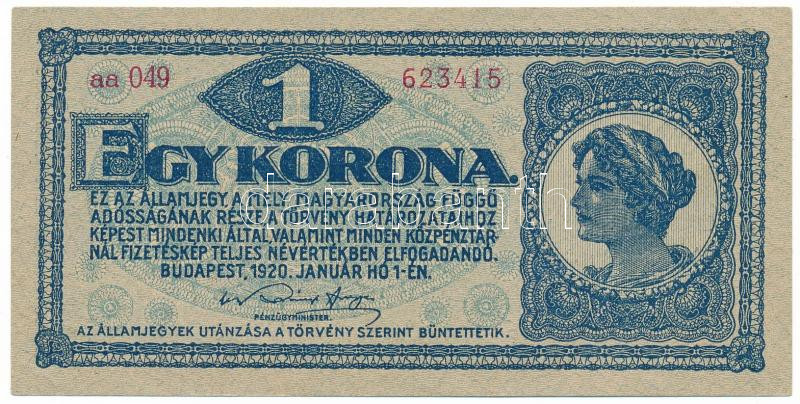 aa 049
623415
1
EGY KORONA.
EZ AZ ÁLLAMJEGY, A MELY MAGYARORSZÁG FÜGGŐ
ADÓSSÁGÁNAK RÉSZE A TÖRVÉNY HATÁROZATAIHOZ
KÉPEST MINDENKI ÁLTAL, VALAMINT MINDEN KÖZPÉNZTÁR-
NÁL FIZETÉSKÉP TELJES NÉVÉRTÉKBEN ELFOGADANDÓ.
BUDAPEST, 1920. JANUÁR HÓ 1-ÉN.
PÉNZÜGYMINISTER.
AZ ÁLLAMJEGYEK UTÁNZÁSA A TÖRVÉNY SZERINT BÜNTETTETIK.